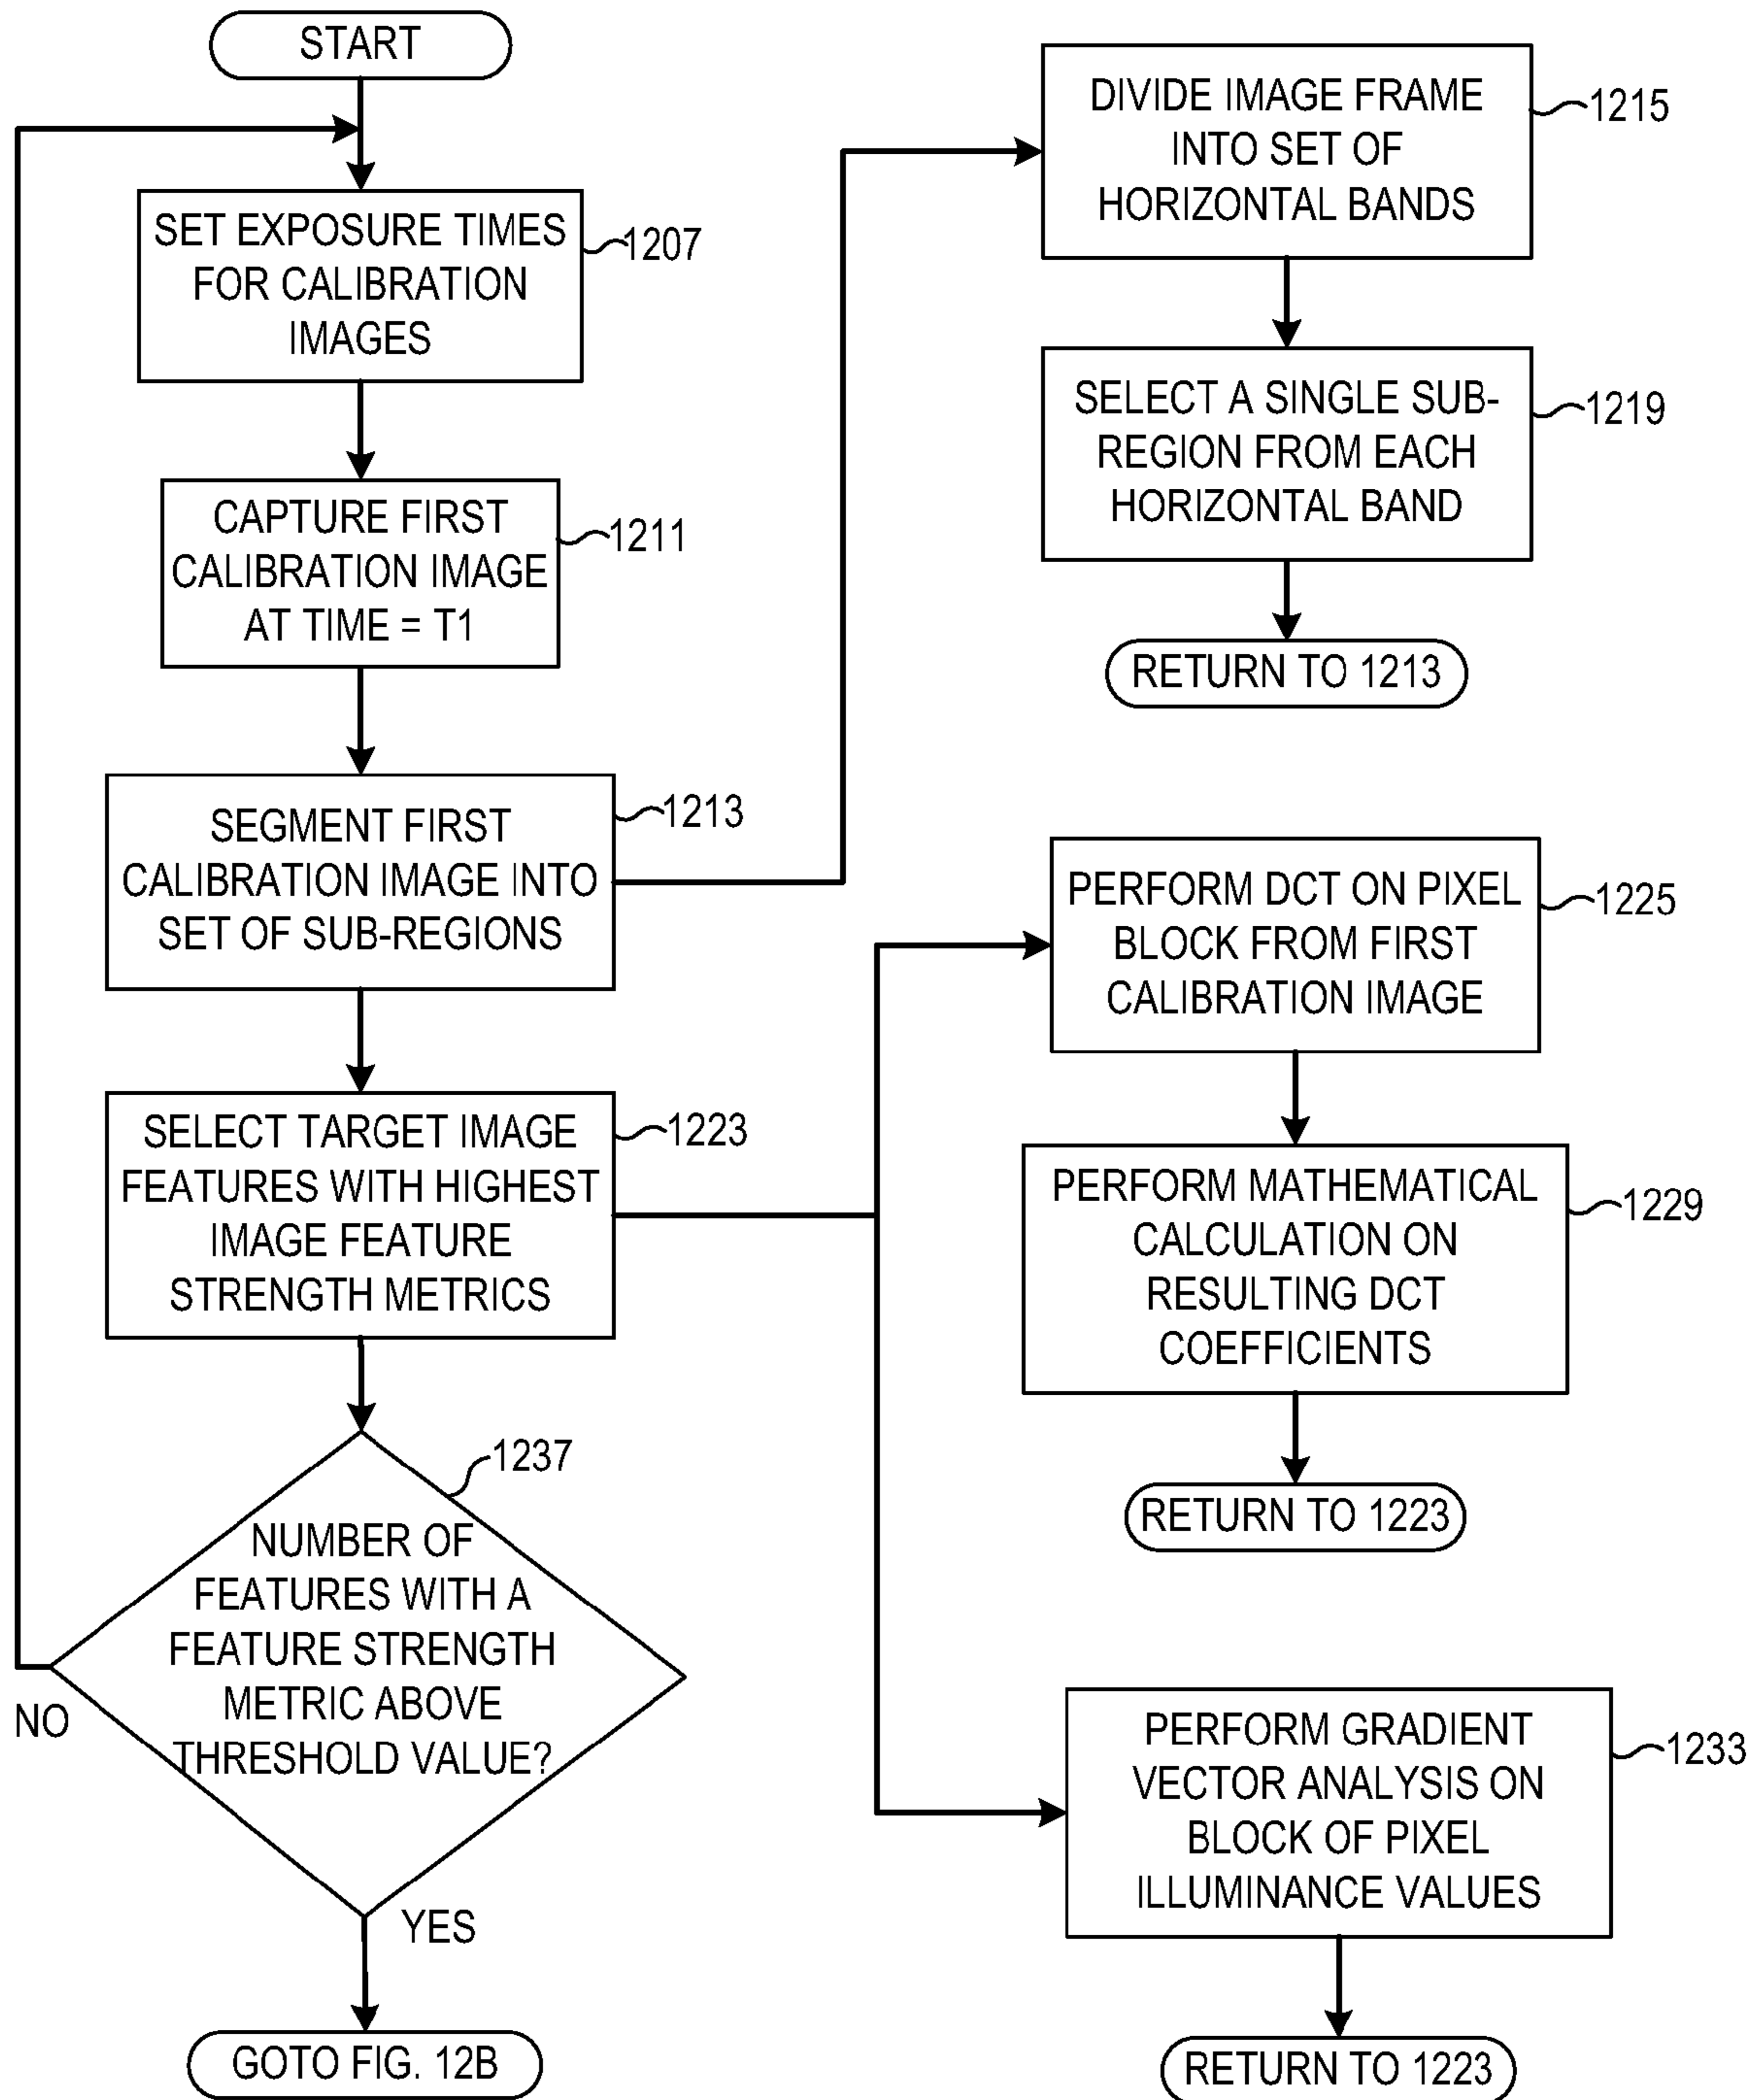 START
SET EXPOSURE TIMES
FOR CALIBRATION
IMAGES
1207
CAPTURE FIRST
CALIBRATION IMAGE
AT TIME = T1
1211
SEGMENT FIRST
CALIBRATION IMAGE INTO
SET OF SUB-REGIONS
1213
SELECT TARGET IMAGE
FEATURES WITH HIGHEST
IMAGE FEATURE
STRENGTH METRICS
1223
1237
NUMBER OF
FEATURES WITH A
FEATURE STRENGTH
METRIC ABOVE
THRESHOLD VALUE?
NO
YES
GOTO FIG. 12B
DIVIDE IMAGE FRAME
INTO SET OF
HORIZONTAL BANDS
1215
SELECT A SINGLE SUB-
REGION FROM EACH
HORIZONTAL BAND
1219
RETURN TO 1213
PERFORM DCT ON PIXEL
BLOCK FROM FIRST
CALIBRATION IMAGE
1225
PERFORM MATHEMATICAL
CALCULATION ON
RESULTING DCT
COEFFICIENTS
1229
RETURN TO 1223
PERFORM GRADIENT
VECTOR ANALYSIS ON
BLOCK OF PIXEL
ILLUMINANCE VALUES
1233
RETURN TO 1223